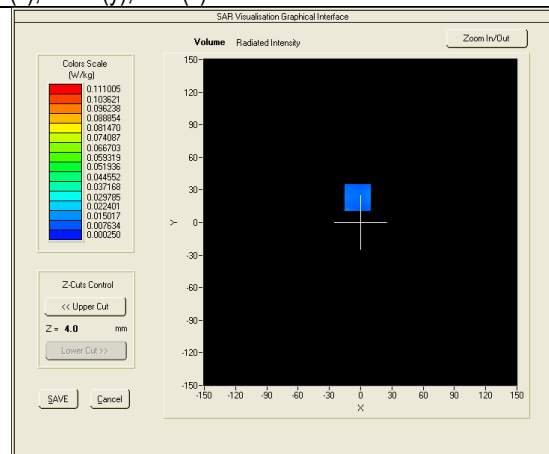 SAR Visualisation Graphical Interface
Volume Radiated Intensity
Zoom In/Out
Colors Scale
(W/kg)
0.111005
0.103621
0.096238
0.088854
0.081470
0.074087
0.066703
0.059319
0.051936
0.044552
0.037168
0.029785
0.022401
0.015017
0.007634
0.000250
Z-Cuts Control
<< Upper Cut
Z = 4.0 mm
Lower Cut >>
SAVE Cancel
150
120
90
60
30
0
-30
-60
-90
-120
-150
Y
-150 -120 -90 -60 -30 0 30 60 90 120 150
X